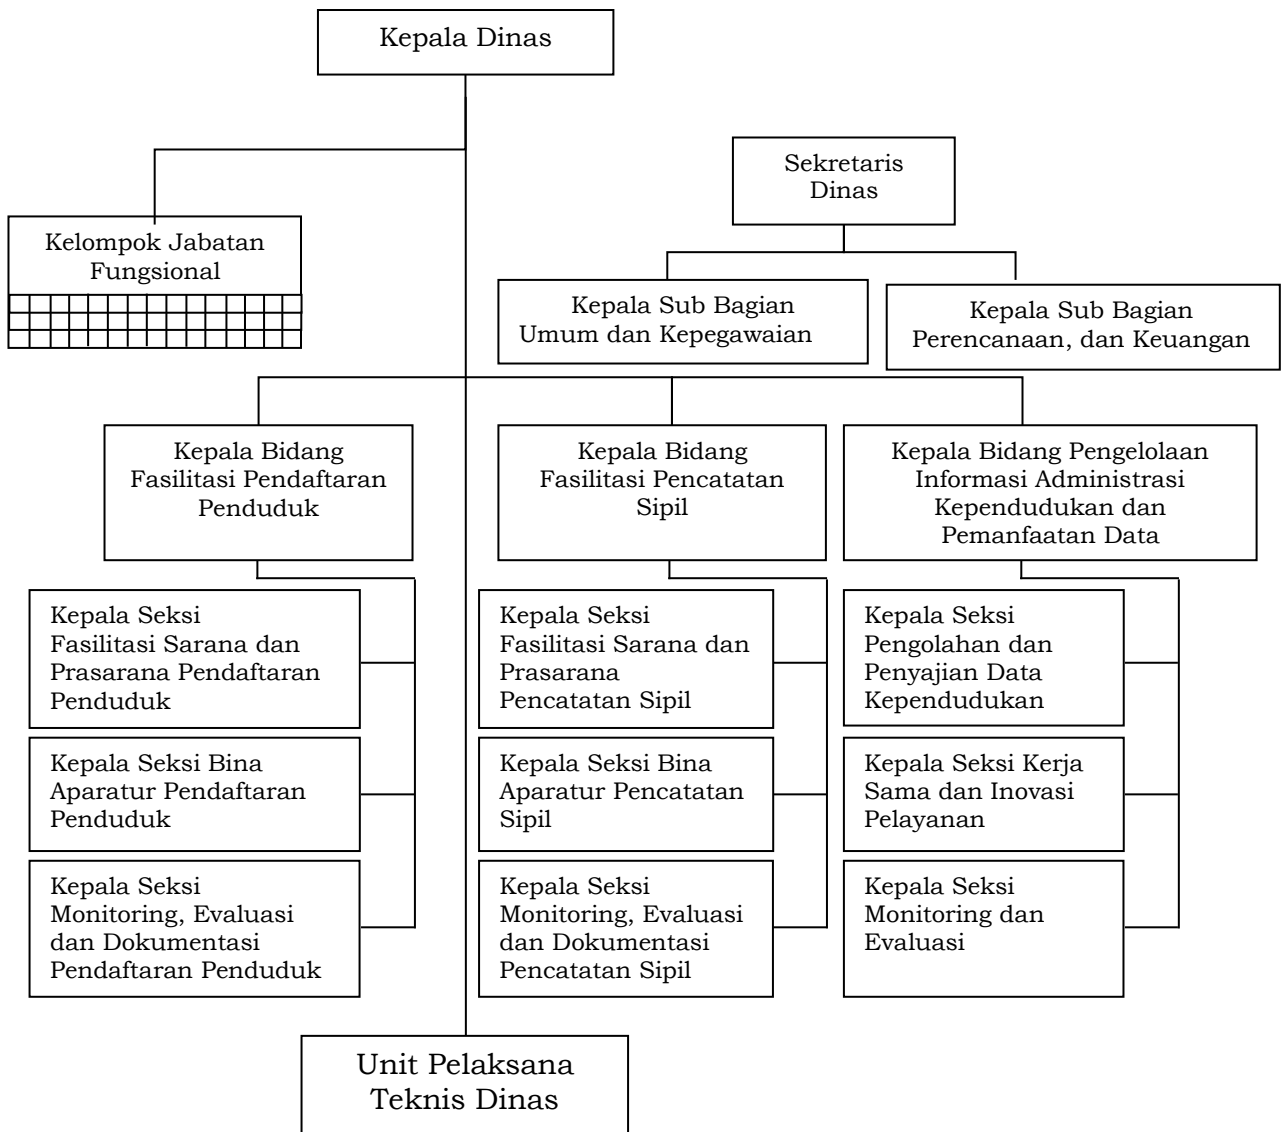 Kepala Dinas
Sekretaris
Dinas
Kelompok Jabatan
Fungsional
Kepala Sub Bagian
Umum dan Kepegawaian
Kepala Sub Bagian
Perencanaan, dan Keuangan
Kepala Bidang
Fasilitasi Pendaftaran
Penduduk
Kepala Bidang
Fasilitasi Pencatatan
Sipil
Kepala Bidang Pengelolaan
Informasi Administrasi
Kependudukan dan
Pemanfaatan Data
Kepala Seksi
Fasilitasi Sarana dan
Prasarana Pendaftaran
Penduduk
Kepala Seksi
Fasilitasi Sarana dan
Prasarana
Pencatatan Sipil
Kepala Seksi
Pengolahan dan
Penyajian Data
Kependudukan
Kepala Seksi Bina
Aparatur Pendaftaran
Penduduk
Kepala Seksi Bina
Aparatur Pencatatan
Sipil
Kepala Seksi Kerja
Sama dan Inovasi
Pelayanan
Kepala Seksi
Monitoring, Evaluasi
dan Dokumentasi
Pendaftaran Penduduk
Kepala Seksi
Monitoring, Evaluasi
dan Dokumentasi
Pencatatan Sipil
Kepala Seksi
Monitoring dan
Evaluasi
Unit Pelaksana
Teknis Dinas